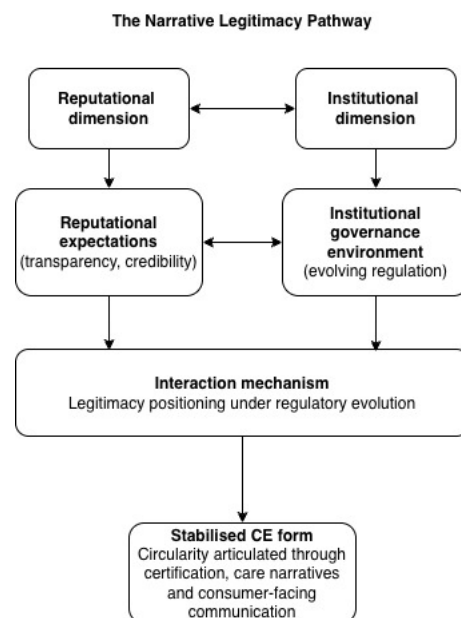 The Narrative Legitimacy Pathway
Reputational
dimension
Institutional
dimension
Reputational
expectations
(transparency, credibility)
Institutional
governance
environment
(evolving regulation)
Interaction mechanism
Legitimacy positioning under regulatory evolution
Stabilised CE form
Circularity articulated through
certification, care narratives
and consumer-facing
communication